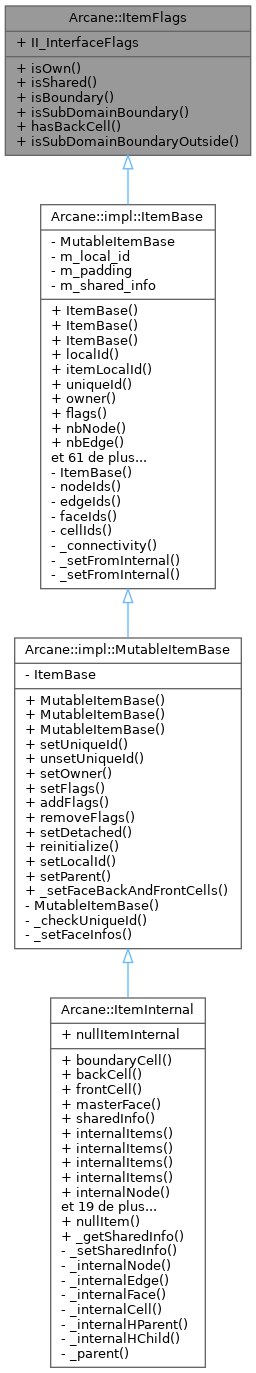 Arcane::ItemFlags
+ II_InterfaceFlags
+ isOwn()
+ isShared()
+ isBoundary()
+ isSubDomainBoundary()
+ hasBackCell()
+ isSubDomainBoundaryOutside()
Arcane::impl::ItemBase
- MutableItemBase
- m_local_id
- m_padding
- m_shared_info
+ ItemBase()
+ ItemBase()
+ ItemBase()
+ localId()
+ itemLocalId()
+ uniqueId()
+ owner()
+ flags()
+ nbNode()
+ nbEdge()
et 61 de plus...
- ItemBase()
- nodeIds()
- edgeIds()
- faceIds()
- cellIds()
- _connectivity()
- _setFromInternal()
- _setFromInternal()
Arcane::impl::MutableItemBase
- ItemBase
+ MutableItemBase()
+ MutableItemBase()
+ MutableItemBase()
+ setUniqueId()
+ unsetUniqueId()
+ setOwner()
+ setFlags()
+ addFlags()
+ removeFlags()
+ setDetached()
+ reinitialize()
+ setLocalId()
+ setParent()
+ _setFaceBackAndFrontCells()
- MutableItemBase()
- _checkUniqueId()
- _setFaceInfos()
Arcane::ItemInternal
+ nullItemInternal
+ boundaryCell()
+ backCell()
+ frontCell()
+ masterFace()
+ sharedInfo()
+ internalItems()
+ internalItems()
+ internalItems()
+ internalItems()
+ internalNode()
et 19 de plus...
+ nullItem()
+ _getSharedInfo()
- _setSharedInfo()
- _internalNode()
- _internalEdge()
- _internalFace()
- _internalCell()
- _internalHParent()
- _internalHChild()
- _parent()